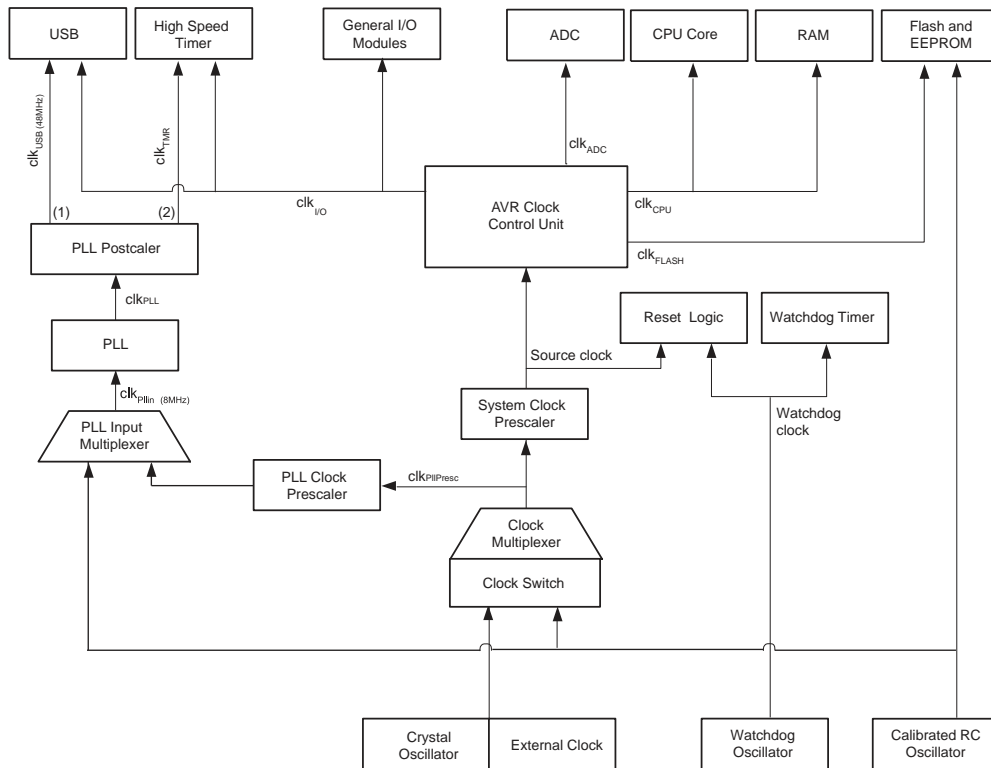 USB
High Speed
Timer
General I/O
Modules
ADC
CPU Core
RAM
Flash and
EEPROM
clkUSB (48MHz)
clkTMR
clkADC
(1)
(2)
clkI/O
AVR Clock
Control Unit
clkCPU
clkFLASH
PLL Postcaler
clkPLL
PLL
Reset Logic
Watchdog Timer
Source clock
clkPllin (8MHz)
PLL Input
Multiplexer
System Clock
Prescaler
Watchdog
clock
PLL Clock
Prescaler
clkPllPresc
Clock
Multiplexer
Clock Switch
Crystal
Oscillator
External Clock
Watchdog
Oscillator
Calibrated RC
Oscillator